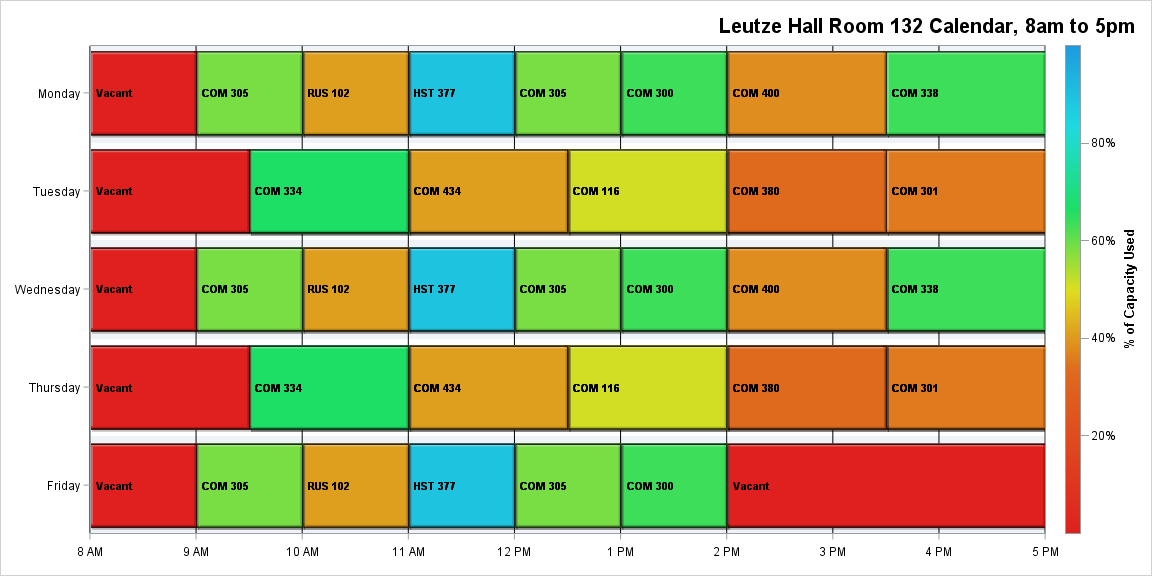 Leutze Hall Room 132 Calendar, 8am to 5pm
Monday
Vacant
COM 305
RUS 102
HST 377
COM 305
COM 300
COM 400
COM 338
Tuesday
Vacant
COM 334
COM 434
COM 116
COM 380
COM 301
Wednesday
Vacant
COM 305
RUS 102
HST 377
COM 305
COM 300
COM 400
COM 338
Thursday
Vacant
COM 334
COM 434
COM 116
COM 380
COM 301
Friday
Vacant
COM 305
RUS 102
HST 377
COM 305
COM 300
Vacant
8 AM
9 AM
10 AM
11 AM
12 PM
1 PM
2 PM
3 PM
4 PM
5 PM
80%
60%
40%
20%
% of Capacity Used